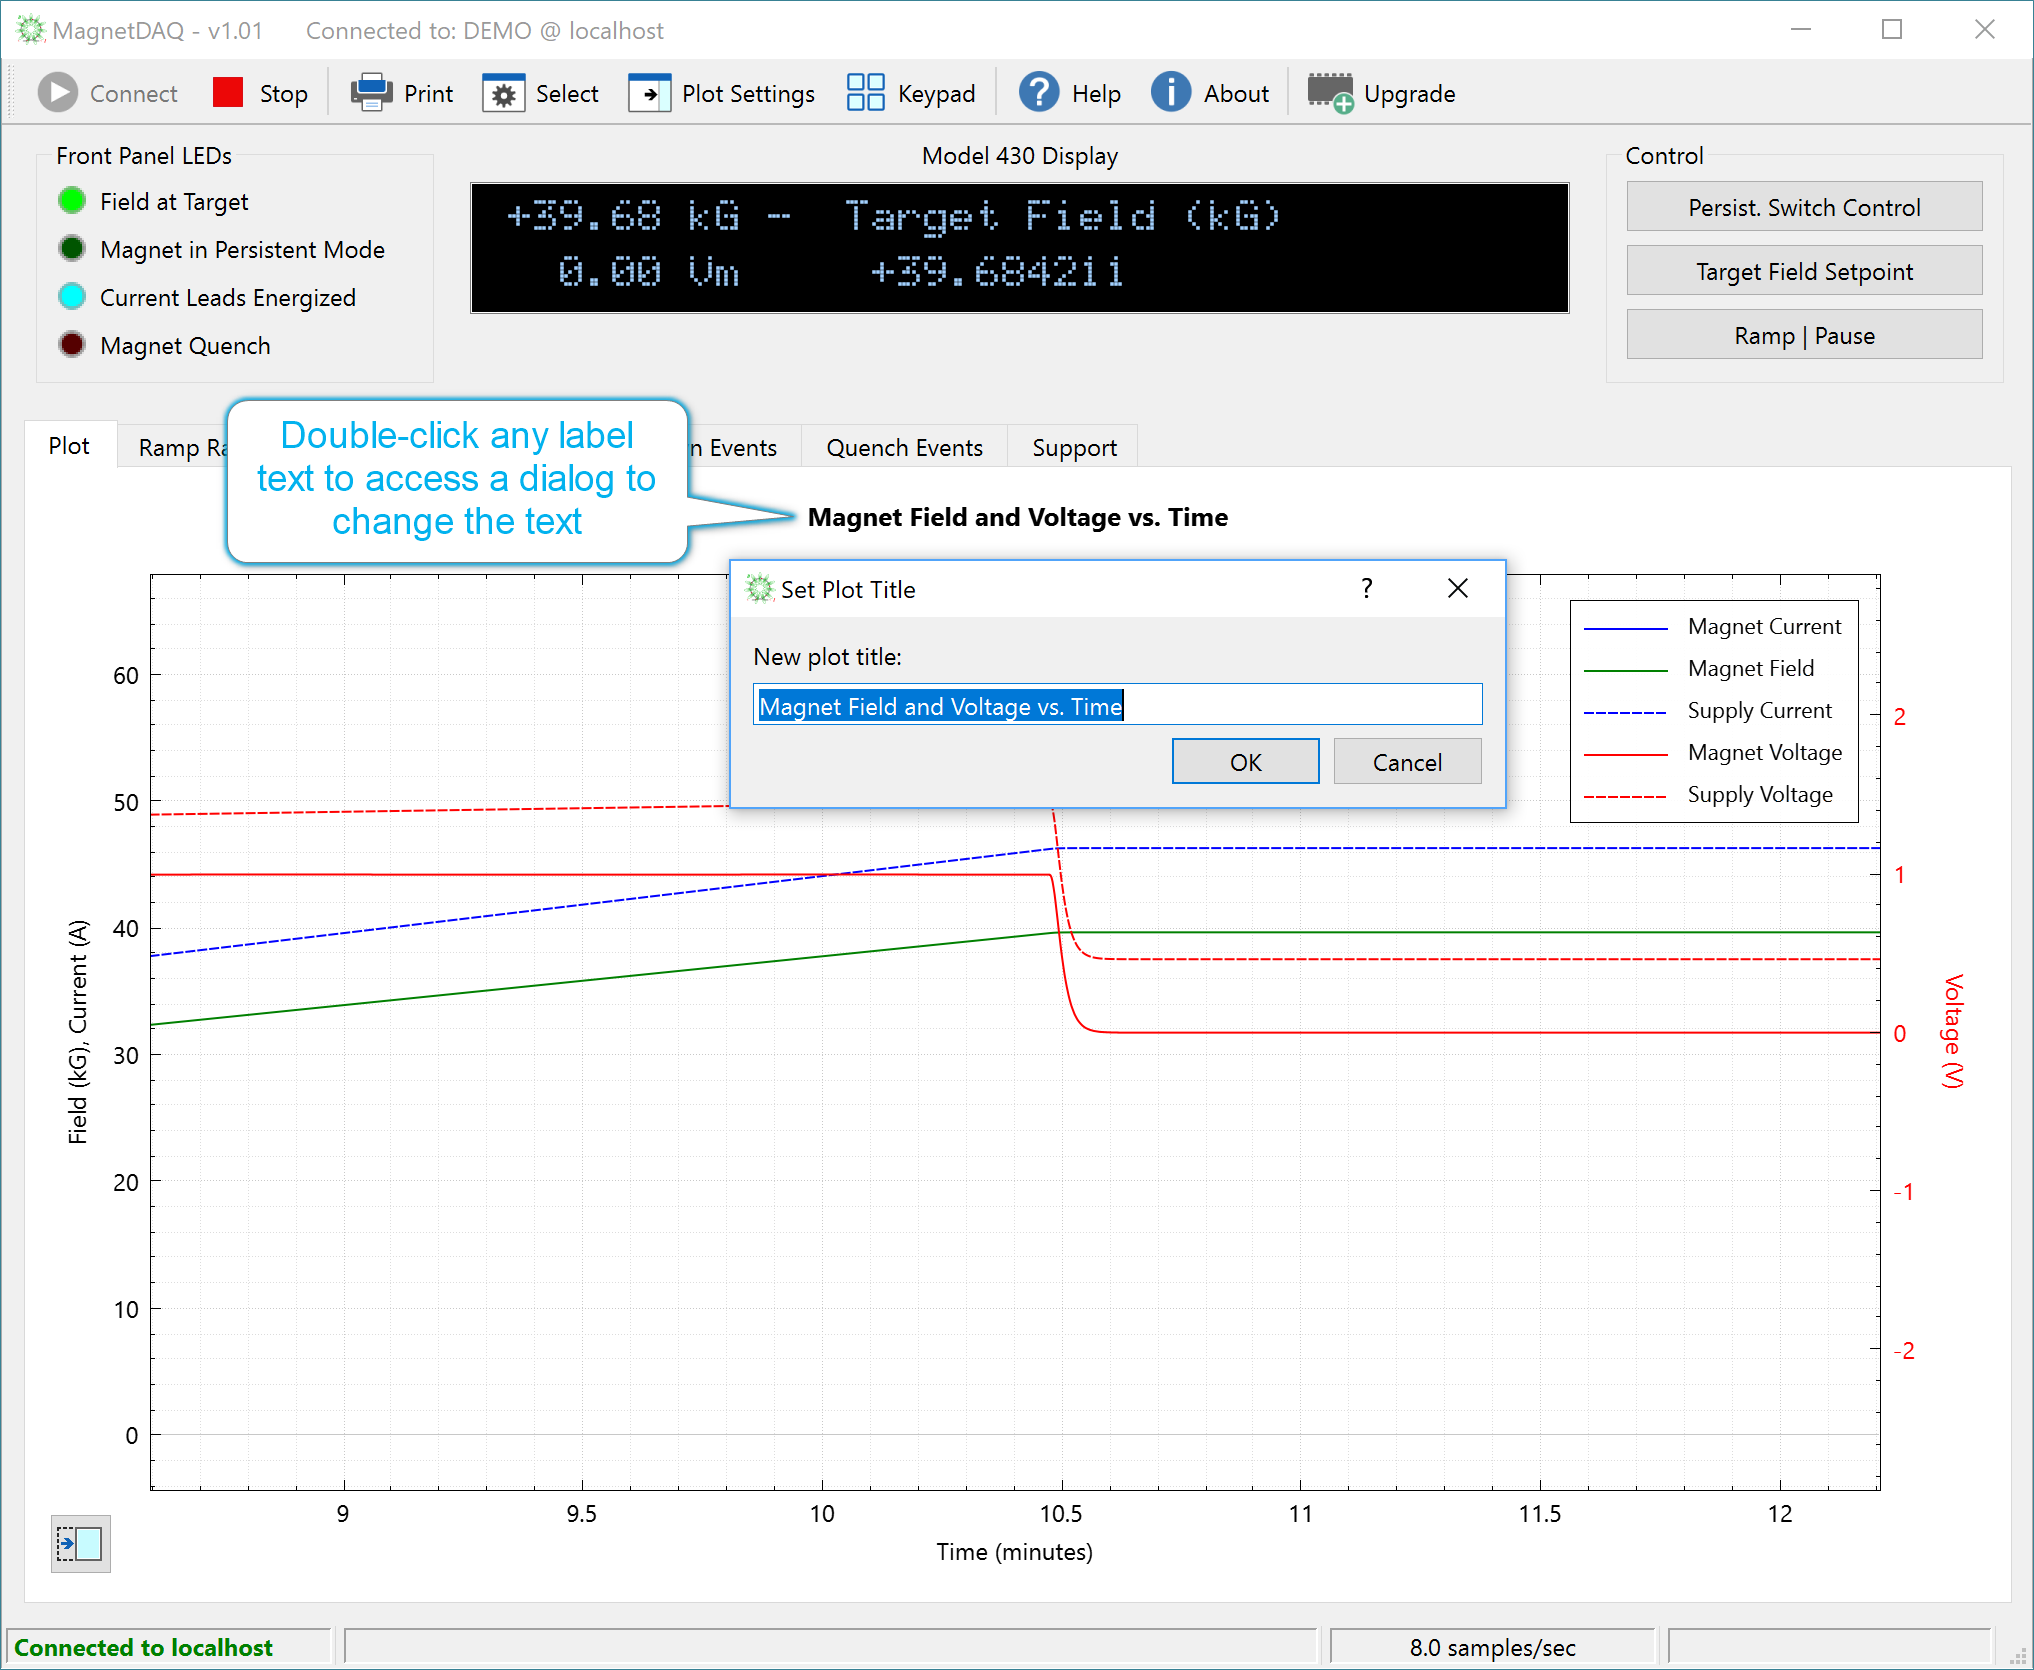 MagnetDAQ - v1.01 Connected to: DEMO @ localhost
Connect Stop Print Select Plot Settings Keypad Help About Upgrade
Front Panel LEDs
Field at Target
Magnet in Persistent Mode
Current Leads Energized
Magnet Quench
Model 430 Display
+39.68 kG - Target Field (kG)
0.00 Vm +39.684211
Control
Persist. Switch Control
Target Field Setpoint
Ramp | Pause
Plot Ramp n Events Quench Events Support
Double-click any label
text to access a dialog to
change the text
Magnet Field and Voltage vs. Time
Set Plot Title ?
New plot title:
Magnet Field and Voltage vs. Time
OK Cancel
Magnet Current
Magnet Field
Supply Current
Magnet Voltage
Supply Voltage
Field (kG), Current (A)
60
50
40
30
20
10
0
2
1
0
-1
-2
Voltage (V)
9 9.5 10 10.5 11 11.5 12
Time (minutes)
Connected to localhost 8.0 samples/sec